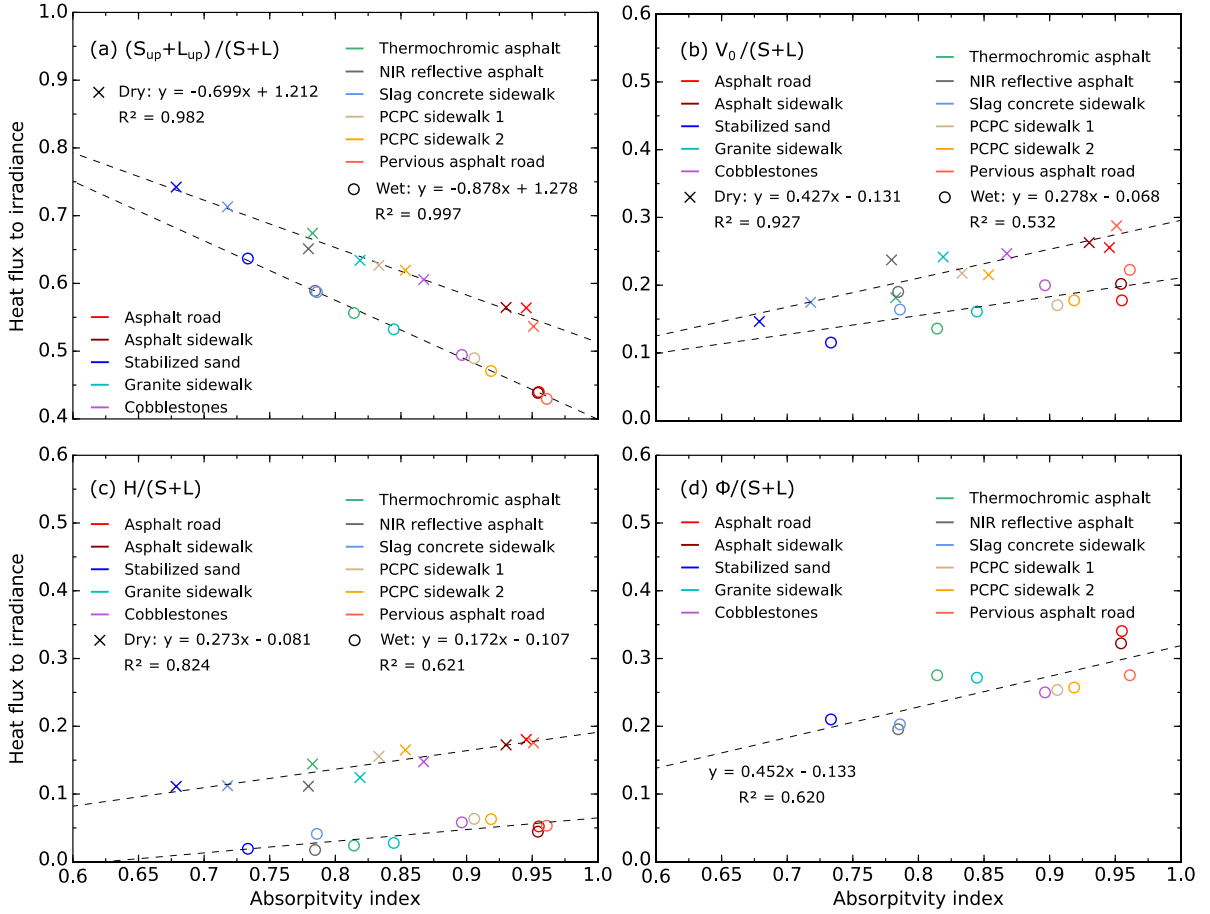 Heat flux to irradiance
1.0
0.9
0.8
0.7
0.6
0.5
0.4
(a) (S_up+L_up)/(S+L)
Dry: y = -0.699x + 1.212
R² = 0.982
Thermochromic asphalt
NIR reflective asphalt
Slag concrete sidewalk
PCPC sidewalk 1
PCPC sidewalk 2
Pervious asphalt road
Wet: y = -0.878x + 1.278
R² = 0.997
Asphalt road
Asphalt sidewalk
Stabilized sand
Granite sidewalk
Cobblestones
0.6
0.5
0.4
0.3
0.2
0.1
0.0
(b) V₀/(S+L)
Asphalt road
Asphalt sidewalk
Stabilized sand
Granite sidewalk
Cobblestones
Dry: y = 0.427x - 0.131
R² = 0.927
Thermochromic asphalt
NIR reflective asphalt
Slag concrete sidewalk
PCPC sidewalk 1
PCPC sidewalk 2
Pervious asphalt road
Wet: y = 0.278x - 0.068
R² = 0.532
Heat flux to irradiance
0.6
0.5
0.4
0.3
0.2
0.1
0.0
(c) H/(S+L)
Asphalt road
Asphalt sidewalk
Stabilized sand
Granite sidewalk
Cobblestones
Dry: y = 0.273x - 0.081
R² = 0.824
Thermochromic asphalt
NIR reflective asphalt
Slag concrete sidewalk
PCPC sidewalk 1
PCPC sidewalk 2
Pervious asphalt road
Wet: y = 0.172x - 0.107
R² = 0.621
0.6 0.65 0.7 0.75 0.8 0.85 0.9 0.95 1.0
Absorpitvity index
0.6
0.5
0.4
0.3
0.2
0.1
0.0
(d) Φ/(S+L)
Asphalt road
Asphalt sidewalk
Stabilized sand
Granite sidewalk
Cobblestones
Thermochromic asphalt
NIR reflective asphalt
Slag concrete sidewalk
PCPC sidewalk 1
PCPC sidewalk 2
Pervious asphalt road
y = 0.452x - 0.133
R² = 0.620
0.6 0.65 0.7 0.75 0.8 0.85 0.9 0.95 1.0
Absorpitvity index